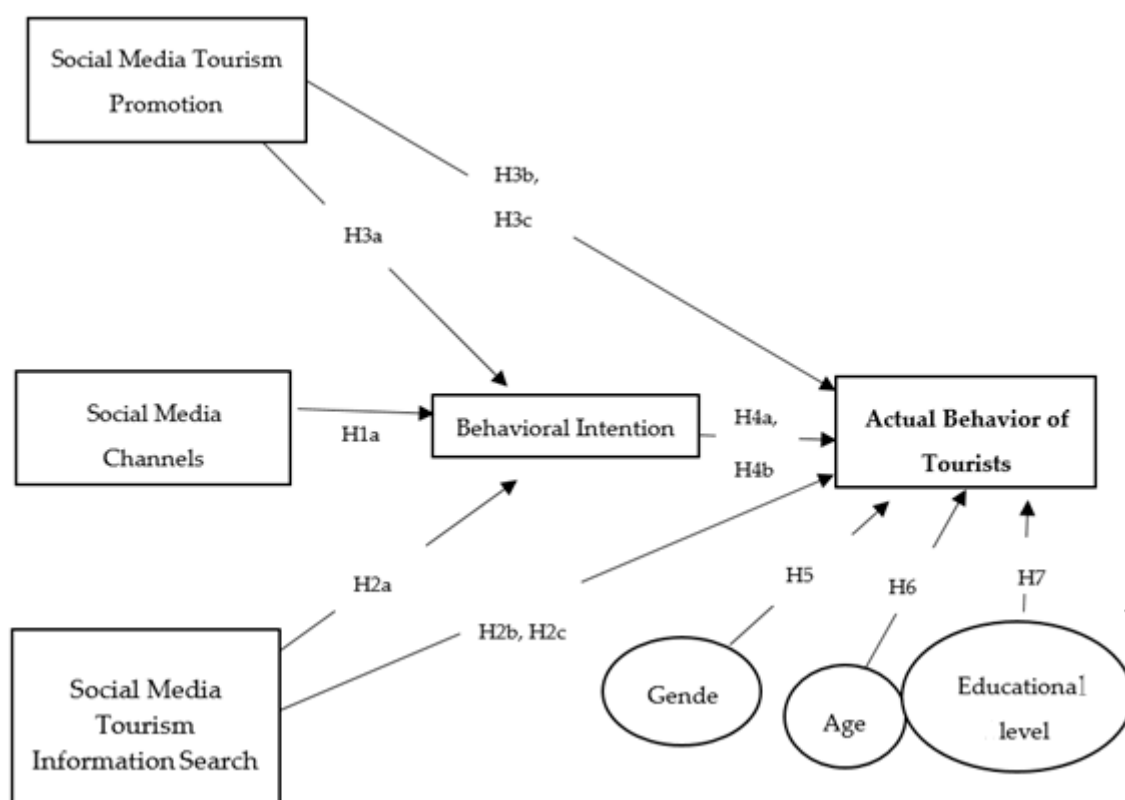 Social Media Tourism
Promotion
H3b,
H3c
H3a
Social Media
Channels
H1a
Behavioral Intention
H4a,
H4b
Actual Behavior of
Tourists
H2a
H2b, H2c
H5
H6
H7
Social Media
Tourism
Information Search
Gende
Age
Educational
level